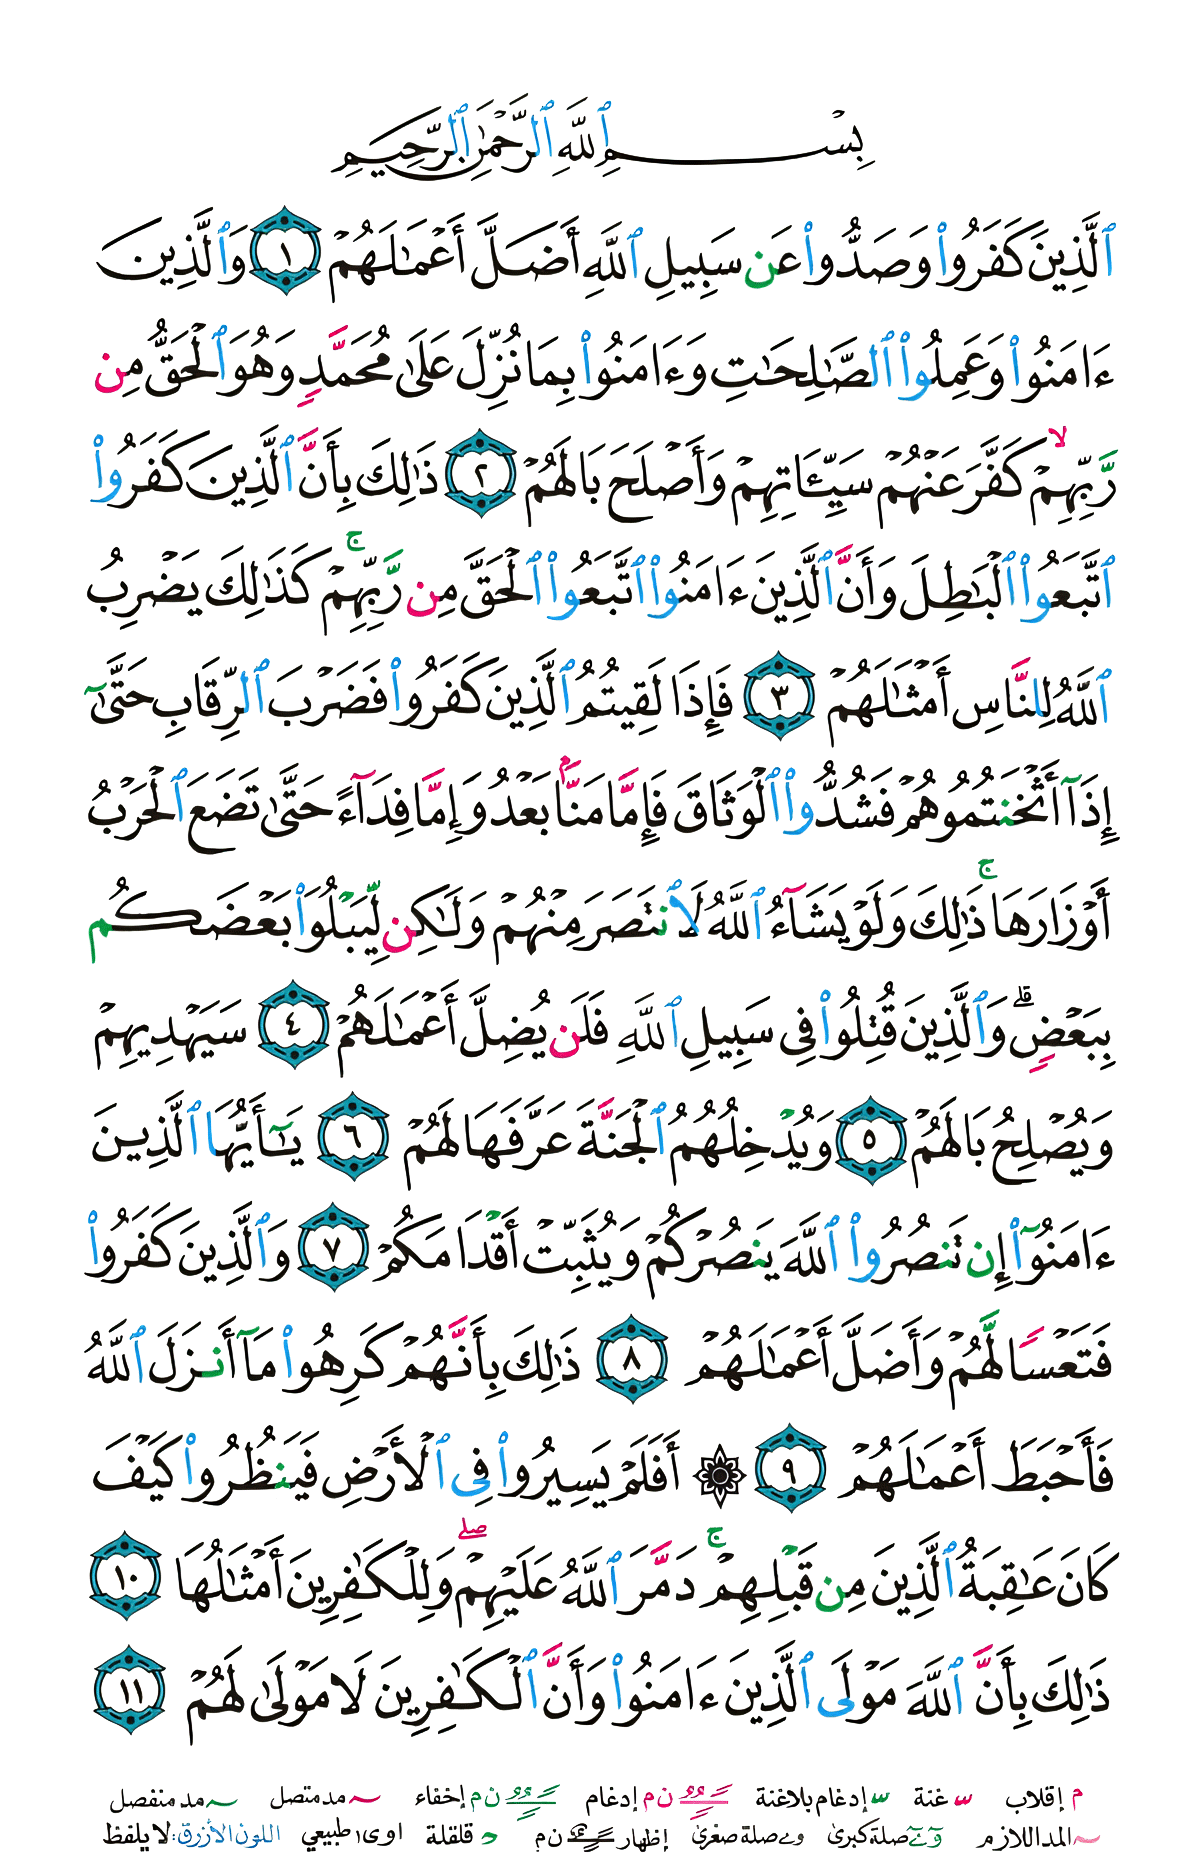 بِسْمِ ٱللَّهِ ٱلرَّحْمَٰنِ ٱلرَّحِيمِ
ٱلَّذِينَ كَفَرُوا۟ وَصَدُّوا۟ عَن سَبِيلِ ٱللَّهِ أَضَلَّ أَعْمَـٰلَهُمْ ١ وَٱلَّذِينَ
ءَامَنُوا۟ وَعَمِلُوا۟ ٱلصَّـٰلِحَـٰتِ وَءَامَنُوا۟ بِمَا نُزِّلَ عَلَىٰ مُحَمَّدٍ وَهُوَ ٱلْحَقُّ مِن
رَّبِّهِمْ ۙ كَفَّرَ عَنْهُمْ سَيِّـَٔاتِهِمْ وَأَصْلَحَ بَالَهُمْ ٢ ذَٰلِكَ بِأَنَّ ٱلَّذِينَ كَفَرُوا۟
ٱتَّبَعُوا۟ ٱلْبَـٰطِلَ وَأَنَّ ٱلَّذِينَ ءَامَنُوا۟ ٱتَّبَعُوا۟ ٱلْحَقَّ مِن رَّبِّهِمْ ۚ كَذَٰلِكَ يَضْرِبُ
ٱللَّهُ لِلنَّاسِ أَمْثَـٰلَهُمْ ٣ فَإِذَا لَقِيتُمُ ٱلَّذِينَ كَفَرُوا۟ فَضَرْبَ ٱلرِّقَابِ حَتَّىٰٓ
إِذَآ أَثْخَنتُمُوهُمْ فَشُدُّوا۟ ٱلْوَثَاقَ فَإِمَّا مَنًّۢا بَعْدُ وَإِمَّا فِدَآءً حَتَّىٰ تَضَعَ ٱلْحَرْبُ
أَوْزَارَهَا ۚ ذَٰلِكَ وَلَوْ يَشَآءُ ٱللَّهُ لَٱنتَصَرَ مِنْهُمْ وَلَـٰكِن لِّيَبْلُوَا۟ بَعْضَكُم
بِبَعْضٍ ۗ وَٱلَّذِينَ قُتِلُوا۟ فِى سَبِيلِ ٱللَّهِ فَلَن يُضِلَّ أَعْمَـٰلَهُمْ ٤ سَيَهْدِيهِمْ
وَيُصْلِحُ بَالَهُمْ ٥ وَيُدْخِلُهُمُ ٱلْجَنَّةَ عَرَّفَهَا لَهُمْ ٦ يَـٰٓأَيُّهَا ٱلَّذِينَ
ءَامَنُوٓا۟ إِن تَنصُرُوا۟ ٱللَّهَ يَنصُرْكُمْ وَيُثَبِّتْ أَقْدَامَكُمْ ٧ وَٱلَّذِينَ كَفَرُوا۟
فَتَعْسًا لَّهُمْ وَأَضَلَّ أَعْمَـٰلَهُمْ ٨ ذَٰلِكَ بِأَنَّهُمْ كَرِهُوا۟ مَآ أَنزَلَ ٱللَّهُ
فَأَحْبَطَ أَعْمَـٰلَهُمْ ٩ ۞ أَفَلَمْ يَسِيرُوا۟ فِى ٱلْأَرْضِ فَيَنظُرُوا۟ كَيْفَ
كَانَ عَـٰقِبَةُ ٱلَّذِينَ مِن قَبْلِهِمْ ۚ دَمَّرَ ٱللَّهُ عَلَيْهِمْ ۖ وَلِلْكَـٰفِرِينَ أَمْثَـٰلُهَا ١٠
ذَٰلِكَ بِأَنَّ ٱللَّهَ مَوْلَى ٱلَّذِينَ ءَامَنُوا۟ وَأَنَّ ٱلْكَـٰفِرِينَ لَا مَوْلَىٰ لَهُمْ ١١
م إقلاب غنة إدغام بلاغنة ن م إدغام ن م إخفاء مد متصل مد منفصل
المد اللازم صلة كبرى و ے صلة صغرى إظهار ن م قلقلة ا و ى طبيعي اللون الأزرق: لا يلفظ